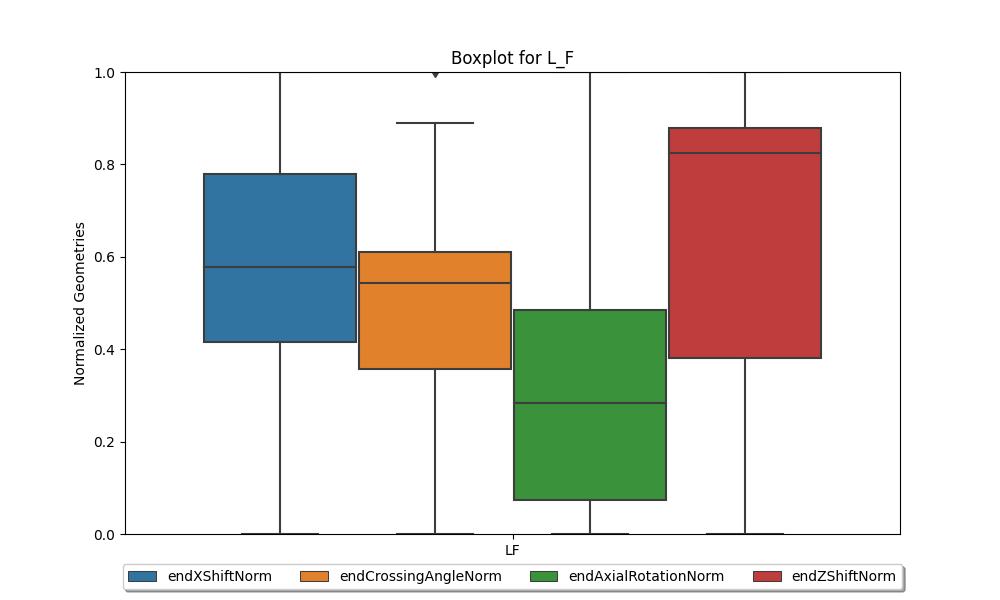 Boxplot for L_F
1.0
0.8
0.6
0.4
0.2
0.0
Normalized Geometries
LF
endXShiftNorm endCrossingAngleNorm endAxialRotationNorm endZShiftNorm